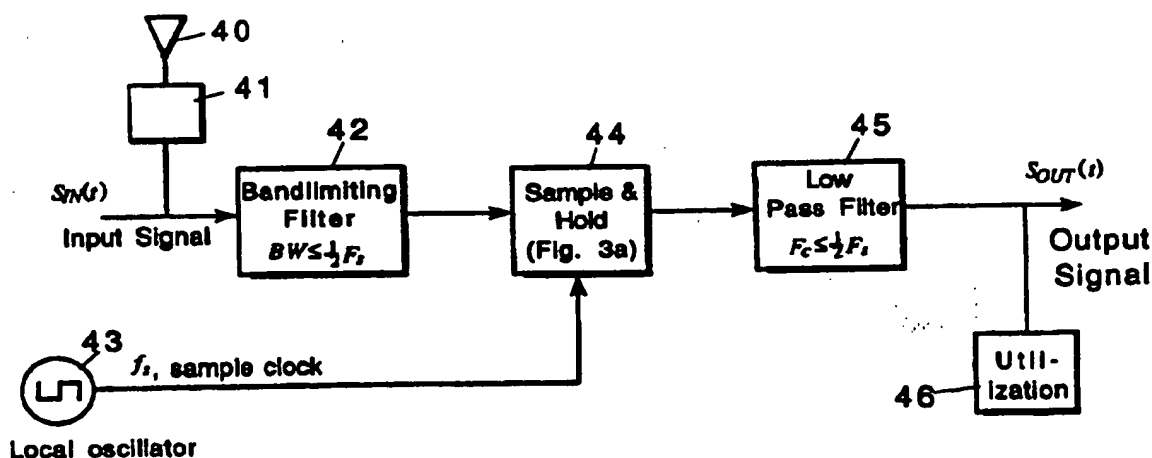 40
41
42
44
45
S_IN(t)
Input Signal
Bandlimiting
Filter
BW≤½F_s
Sample &
Hold
(Fig. 3a)
Low
Pass Filter
F_c≤½F_s
S_OUT(t)
Output
Signal
43
f_s, sample clock
Local oscillator
Util-
ization
46